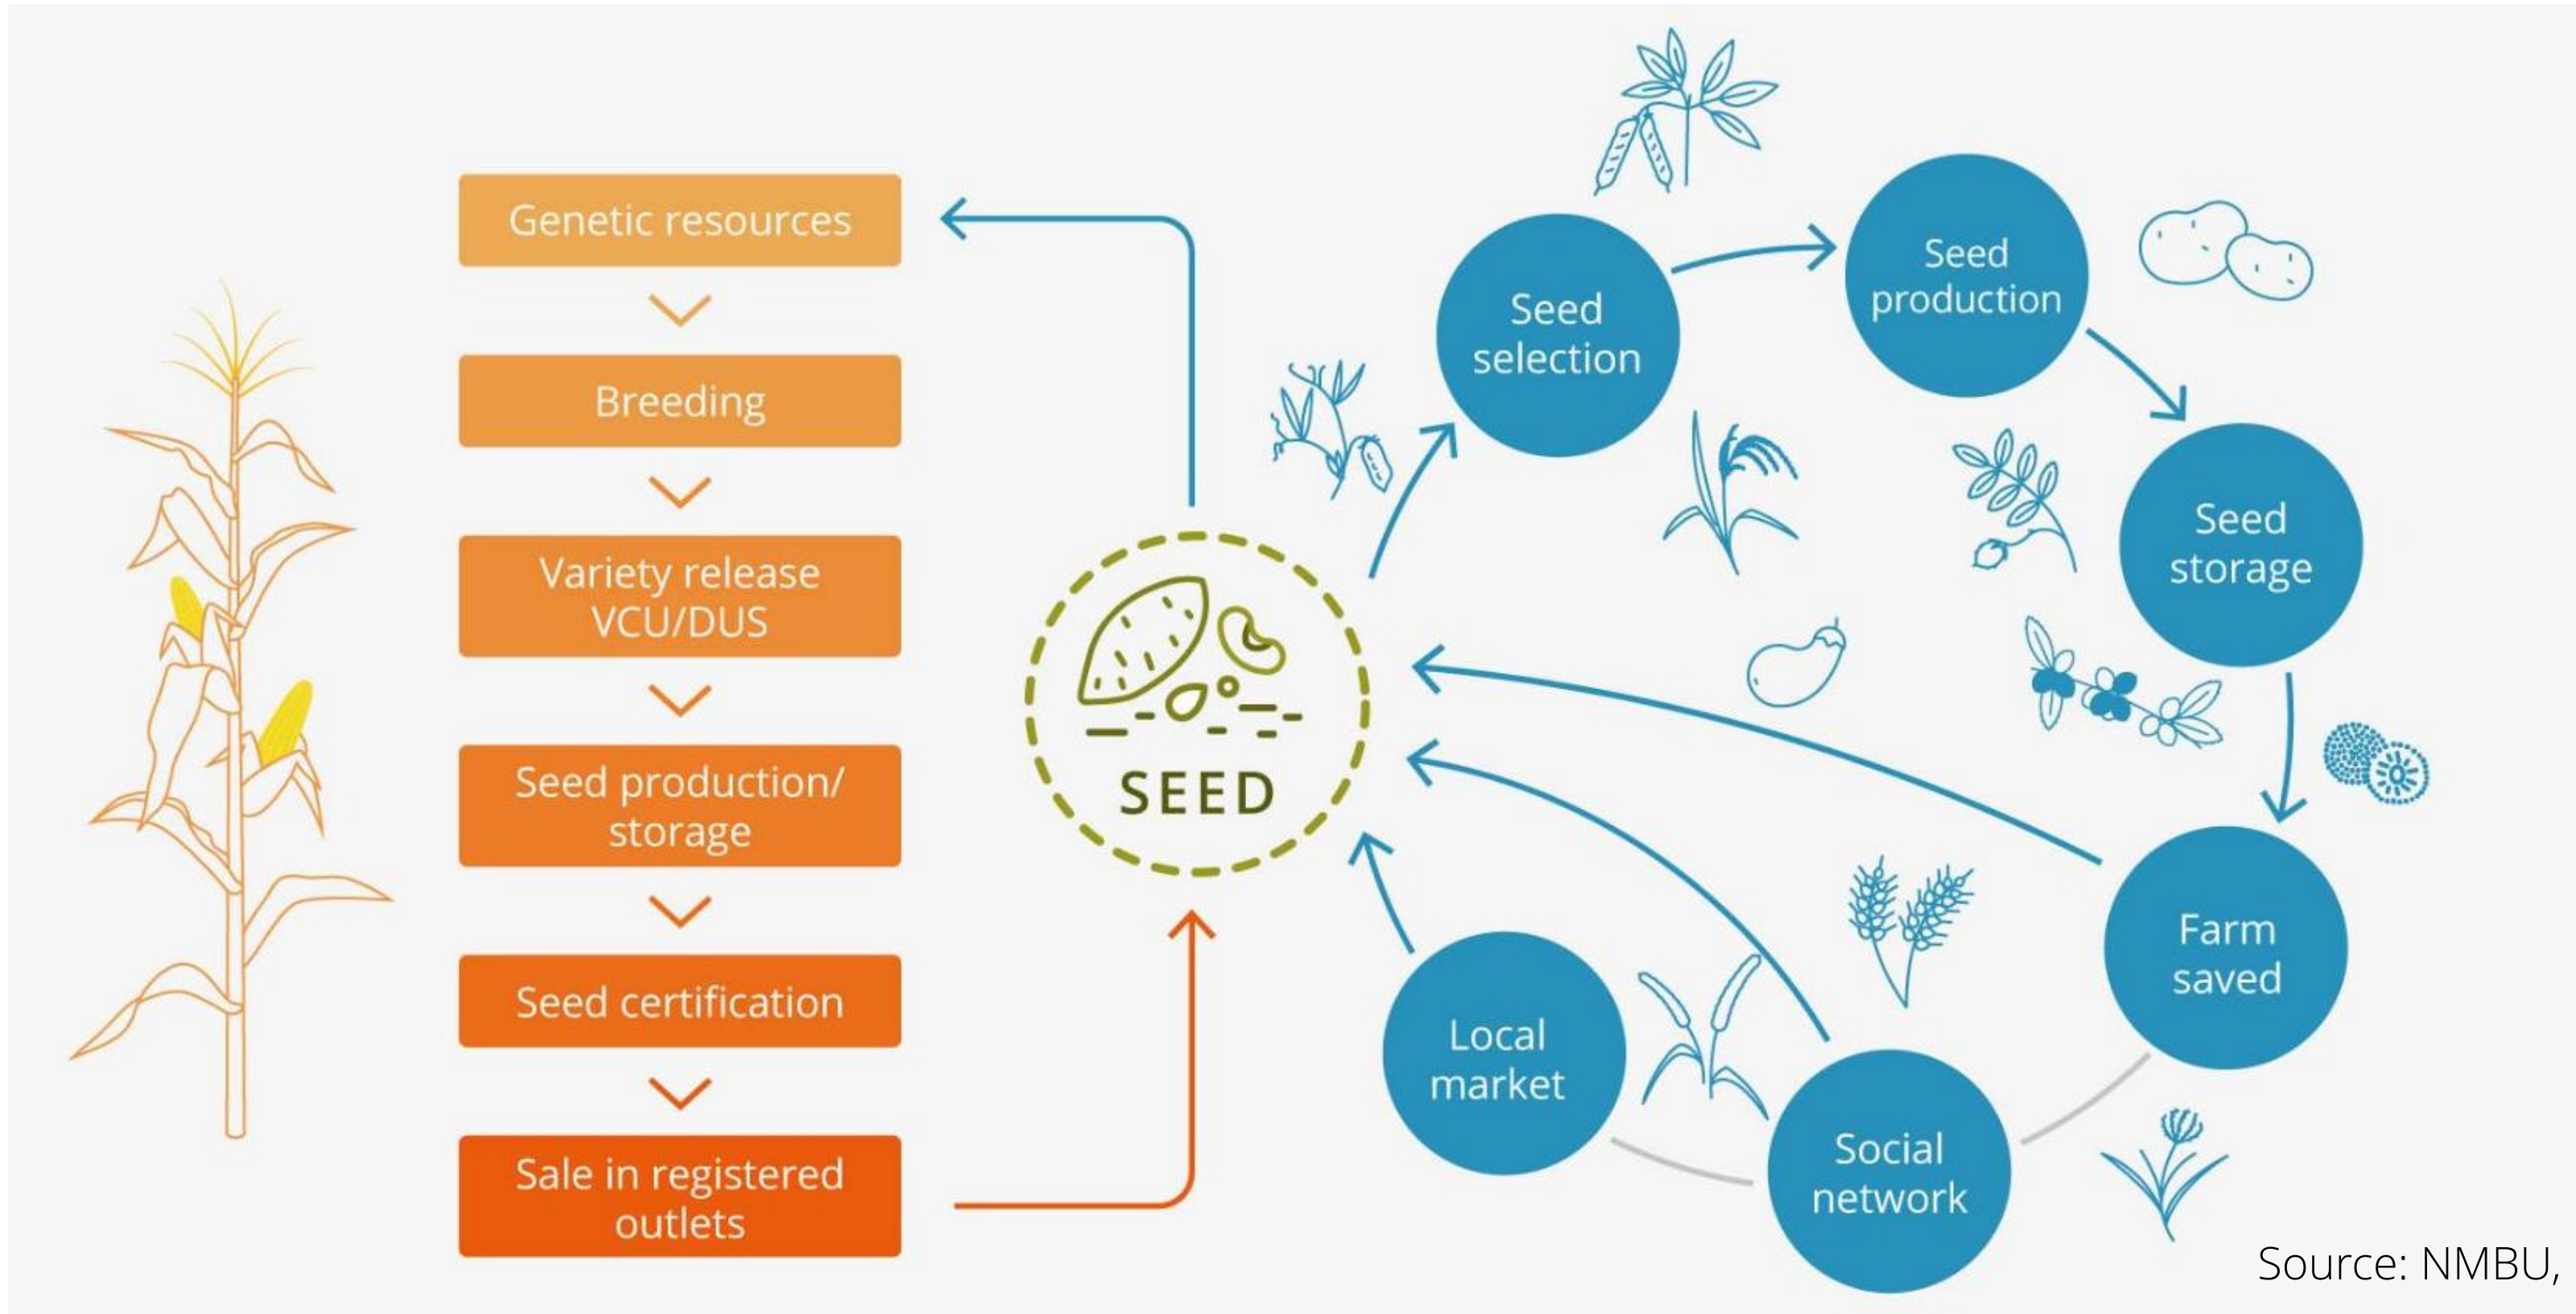 Genetic resources
Breeding
Variety release
VCU/DUS
Seed production/
storage
Seed certification
Sale in registered
outlets
SEED
Seed
selection
Seed
production
Seed
storage
Farm
saved
Social
network
Local
market
Source: NMBU,